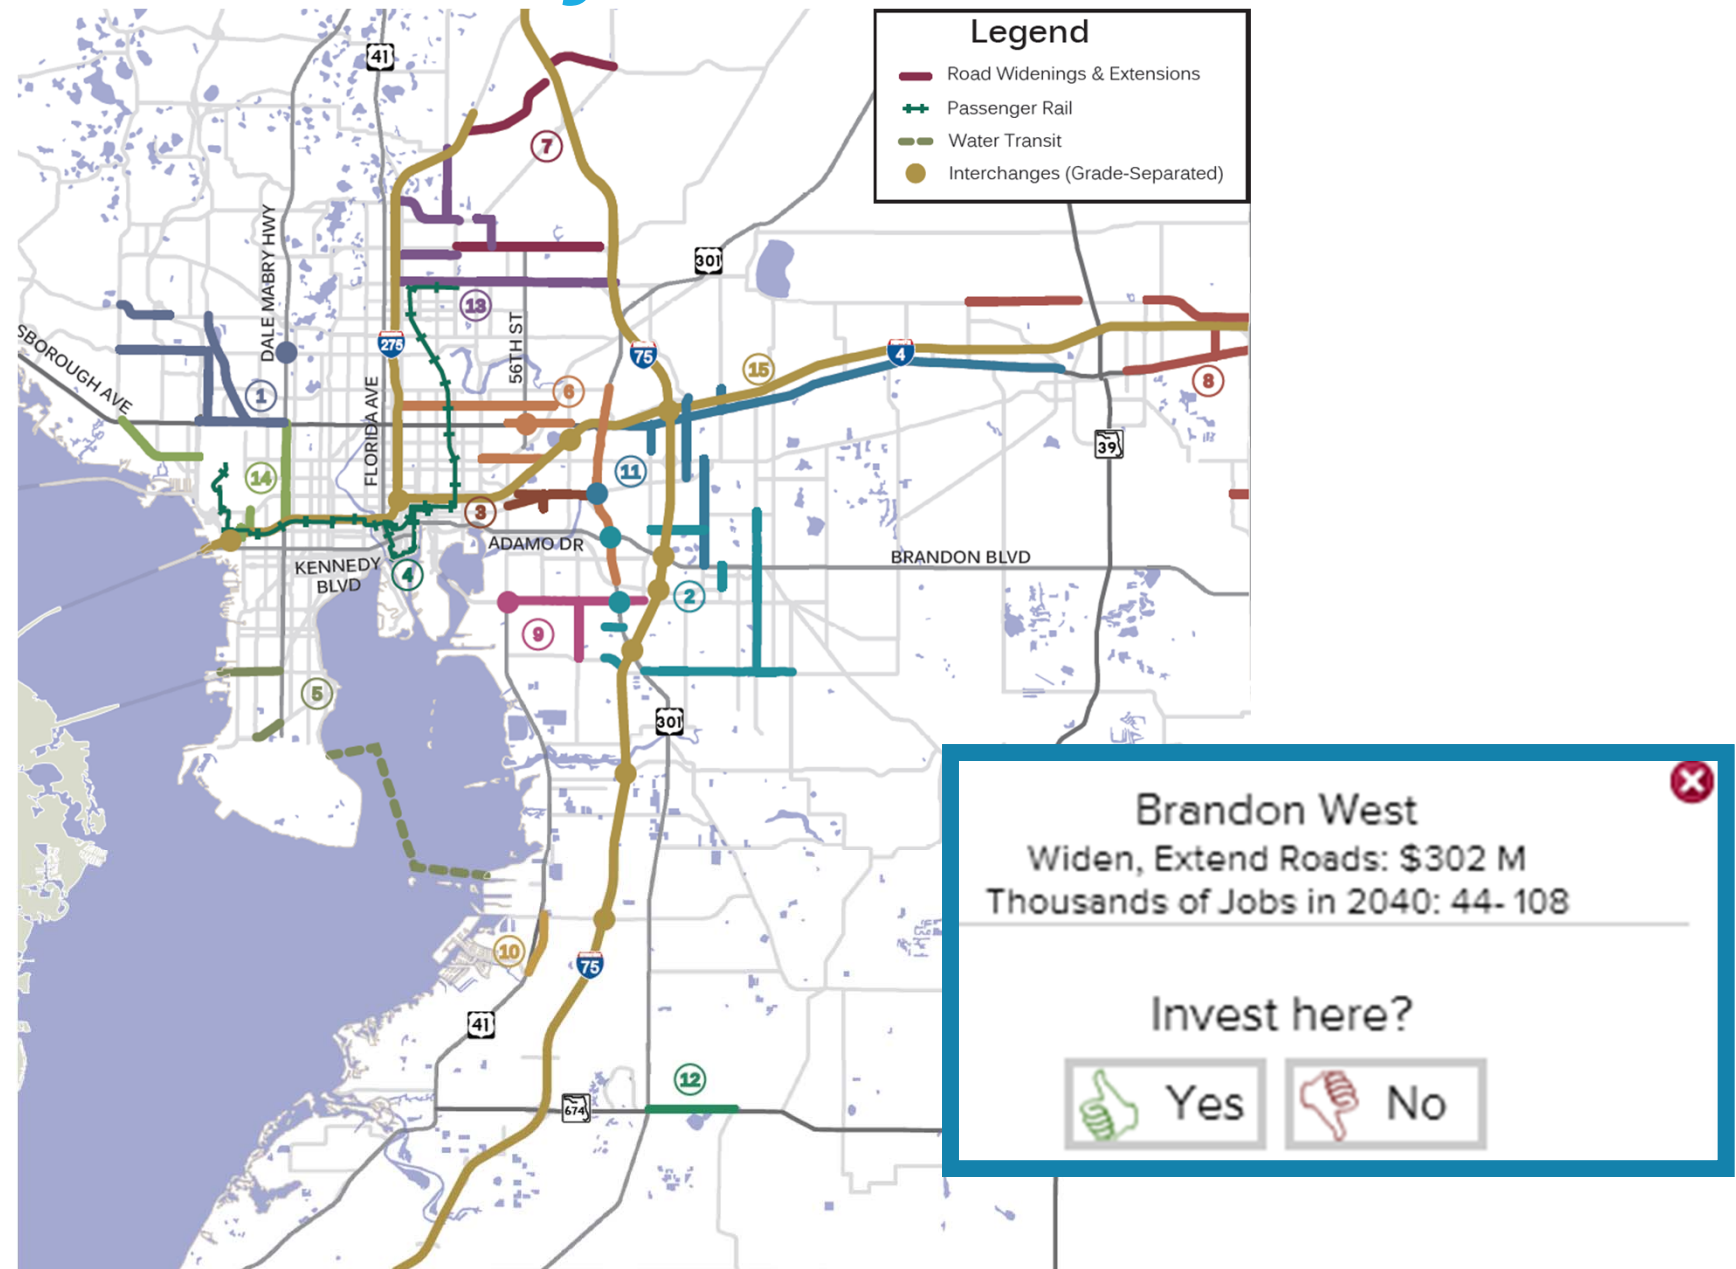 Legend
Road Widenings & Extensions
Passenger Rail
Water Transit
Interchanges (Grade-Separated)
41
7
DALE MABRY HWY
301
13
275
56TH ST
75
15
4
8
SBOROUGH AVE
1
FLORIDA AVE
6
39
14
11
3
ADAMO DR
BRANDON BLVD
KENNEDY
BLVD
4
2
9
5
301
Brandon West
Widen, Extend Roads: $302 M
Thousands of Jobs in 2040: 44- 108
Invest here?
Yes
No
10
75
41
12
674